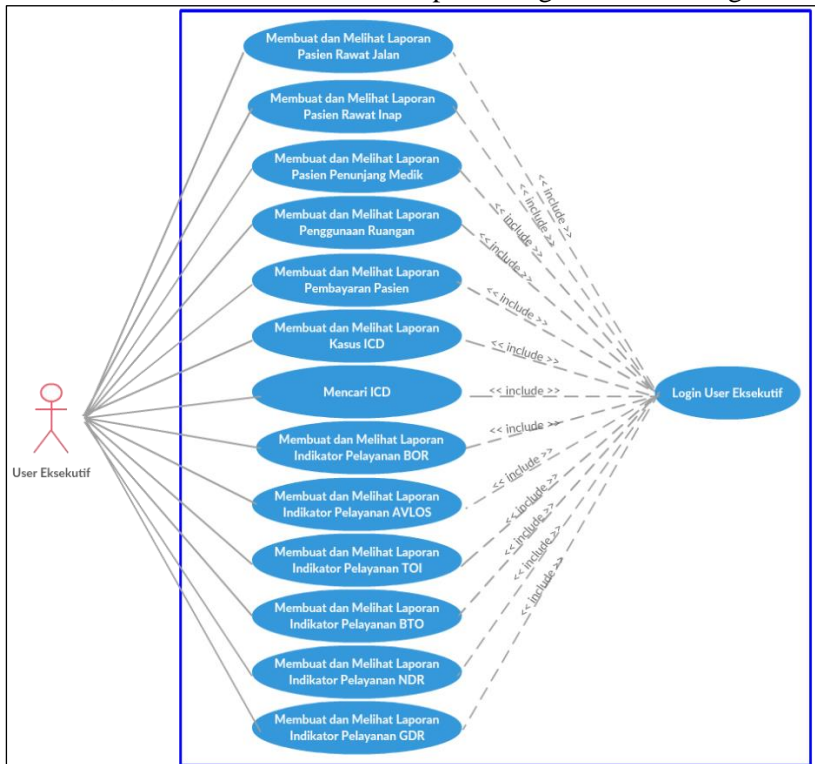 Membuat dan Melihat Laporan
Pasien Rawat Jalan
<< include >>
Membuat dan Melihat Laporan
Pasien Rawat Inap
<< include >>
Membuat dan Melihat Laporan
Pasien Penunjang Medik
<< include >>
Membuat dan Melihat Laporan
Penggunaan Ruangan
<< include >>
Membuat dan Melihat Laporan
Pembayaran Pasien
<< include >>
Membuat dan Melihat Laporan
Kasus ICD
<< include >>
Mencari ICD
<< include >>
Login User Eksekutif
User Eksekutif
Membuat dan Melihat Laporan
Indikator Pelayanan BOR
<< include >>
Membuat dan Melihat Laporan
Indikator Pelayanan AVLOS
<< include >>
Membuat dan Melihat Laporan
Indikator Pelayanan TOI
<< include >>
Membuat dan Melihat Laporan
Indikator Pelayanan BTO
<< include >>
Membuat dan Melihat Laporan
Indikator Pelayanan NDR
<< include >>
Membuat dan Melihat Laporan
Indikator Pelayanan GDR
<< include >>